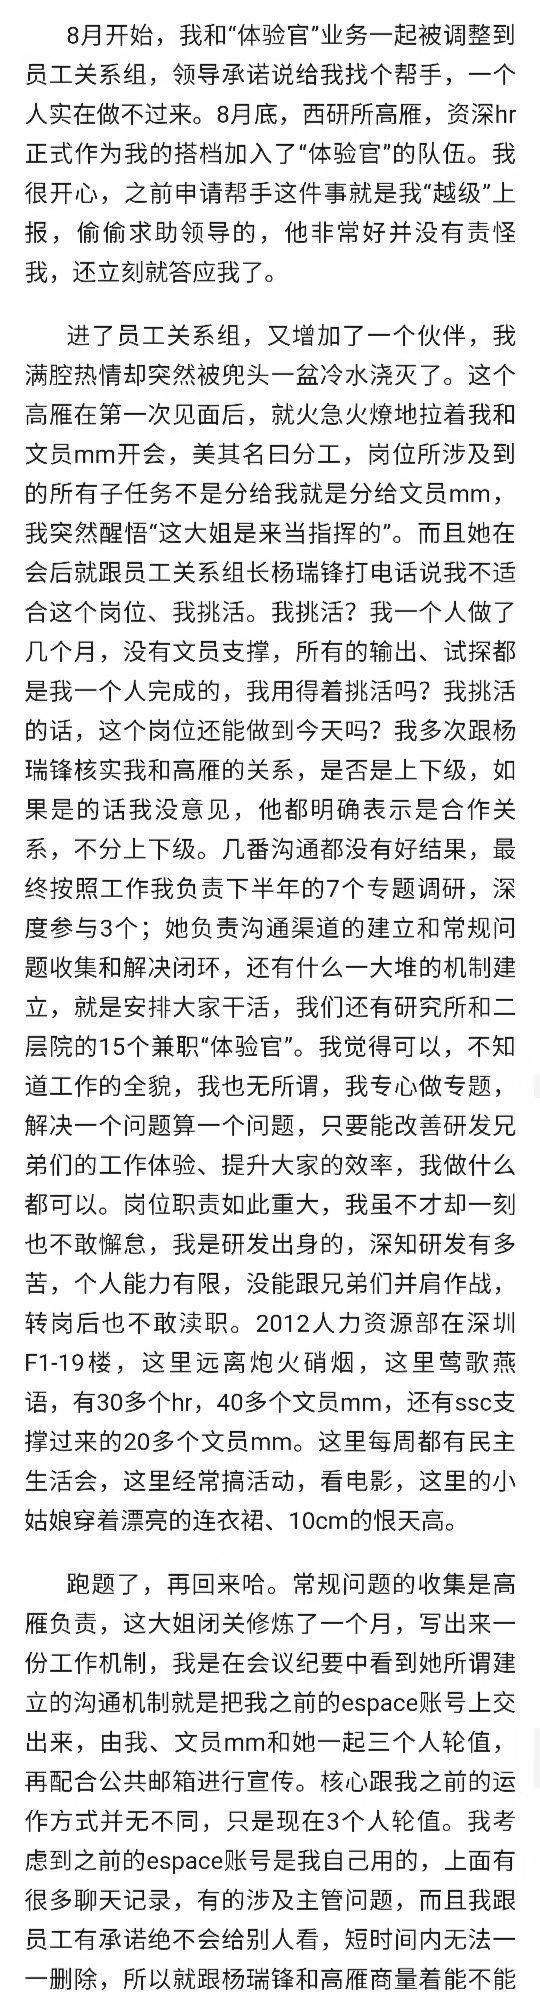 8月开始，我和“体验官”业务一起被调整到
员工关系组，领导承诺说给我找个帮手，一个
人实在做不过来。8月底，西研所高雁，资深hr
正式作为我的搭档加入了“体验官”的队伍。我
很开心，之前申请帮手这件事就是我“越级”上
报，偷偷求助领导的，他非常好并没有责怪
我，还立刻就答应我了。
进了员工关系组，又增加了一个伙伴，我
满腔热情却突然被兜头一盆冷水浇灭了。这个
高雁在第一次见面后，就火急火燎地拉着我和
文员mm开会，美其名曰分工，岗位所涉及到
的所有子任务不是分给我就是分给文员mm，
我突然醒悟“这大姐是来当指挥的”。而且她在
会后就跟员工关系组长杨瑞锋打电话说我不适
合这个岗位、我挑活。我挑活？我一个人做了
几个月，没有文员支撑，所有的输出、试探都
是我一个人完成的，我用得着挑活吗？我挑活
的话，这个岗位还能做到今天吗？我多次跟杨
瑞锋核实我和高雁的关系，是否是上下级，如
果是的话我没意见，他都明确表示是合作关
系，不分上下级。几番沟通都没有好结果，最
终按照工作我负责下半年的7个专题调研，深
度参与3个；她负责沟通渠道的建立和常规问
题收集和解决闭环，还有什么一大堆的机制建
立，就是安排大家干活，我们还有研究所和二
层院的15个兼职“体验官”。我觉得可以，不知
道工作的全貌，我也无所谓，我专心做专题，
解决一个问题算一个问题，只要能改善研发兄
弟们的工作体验、提升大家的效率，我做什么
都可以。岗位职责如此重大，我虽不才却一刻
也不敢懈怠，我是研发出身的，深知研发有多
苦，个人能力有限，没能跟兄弟们并肩作战，
转岗后也不敢渎职。2012人力资源部在深圳
F1-19楼，这里远离炮火硝烟，这里莺歌燕
语，有30多个hr，40多个文员mm，还有ssc支
撑过来的20多个文员mm。这里每周都有民主
生活会，这里经常搞活动，看电影，这里的小
姑娘穿着漂亮的连衣裙、10cm的恨天高。
跑题了，再回来哈。常规问题的收集是高
雁负责，这大姐闭关修炼了一个月，写出来一
份工作机制，我是在会议纪要中看到她所谓建
立的沟通机制就是把我之前的espace账号上交
出来，由我、文员mm和她一起三个人轮值，
再配合公共邮箱进行宣传。核心跟我之前的运
作方式并无不同，只是现在3个人轮值。我考
虑到之前的espace账号是我自己用的，上面有
很多聊天记录，有的涉及主管问题，而且我跟
员工有承诺绝不会给别人看，短时间内无法一
一删除，所以就跟杨瑞锋和高雁商量着能不能